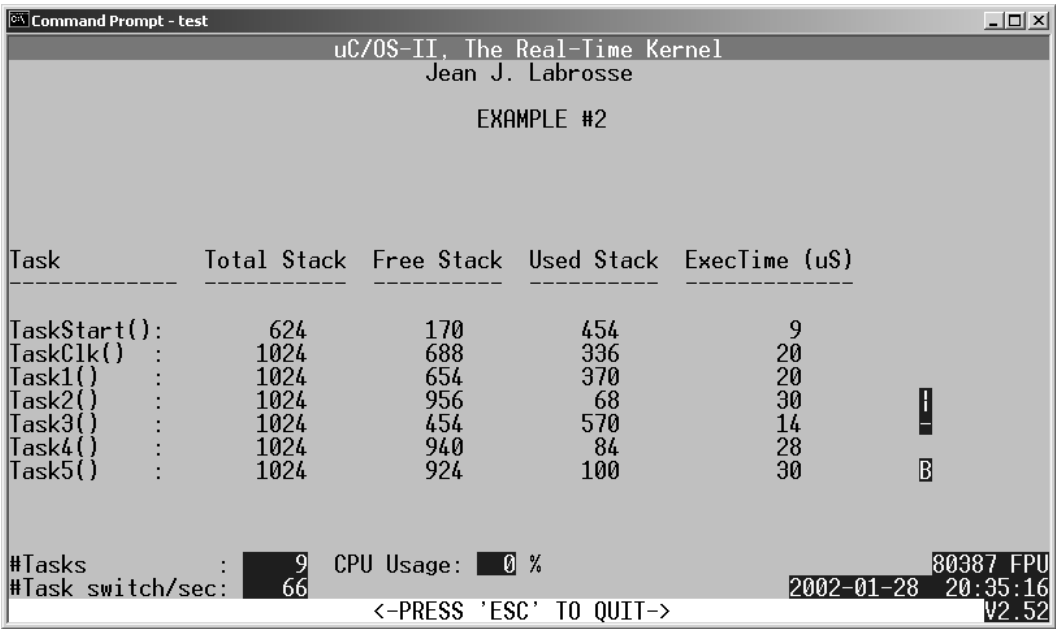 Command Prompt - test
uC/OS-II, The Real-Time Kernel
Jean J. Labrosse
EXAMPLE #2
Task Total Stack Free Stack Used Stack ExecTime (uS)
------------- ----------- ---------- ---------- -------------
TaskStart(): 624 170 454 9
TaskClk() : 1024 688 336 20
Task1() : 1024 654 370 20
Task2() : 1024 956 68 30 |
Task3() : 1024 454 570 14 -
Task4() : 1024 940 84 28
Task5() : 1024 924 100 30 B
#Tasks : 9 CPU Usage: 0 % 80387 FPU
#Task switch/sec: 66 2002-01-28 20:35:16
<-PRESS 'ESC' TO QUIT-> V2.52